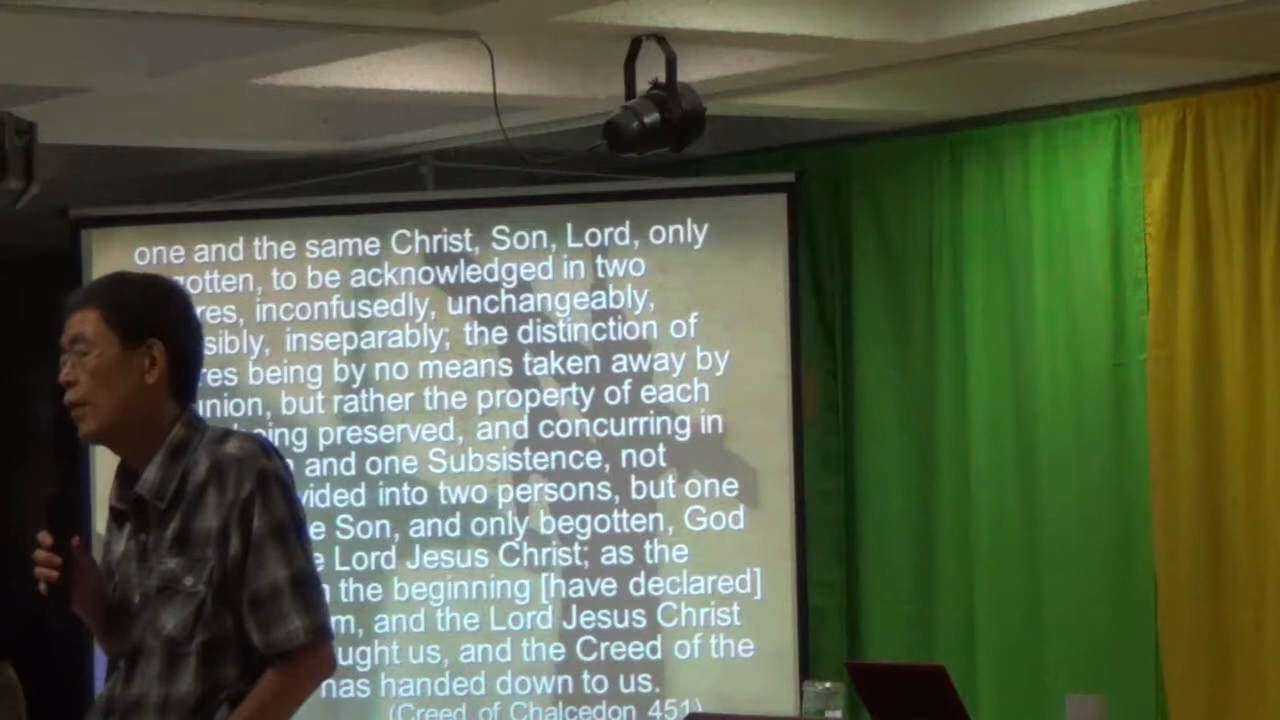 one and the same Christ, Son, Lord, only
gotten, to be acknowledged in two
res, inconfusedly, unchangeably,
sibly, inseparably; the distinction of
res being by no means taken away by
union, but rather the property of each
being preserved, and concurring in
and one Subsistence, not
vided into two persons, but one
e Son, and only begotten, God
e Lord Jesus Christ; as the
the beginning [have declared]
m, and the Lord Jesus Christ
ught us, and the Creed of the
has handed down to us.
(Creed of Chalcedon 451)